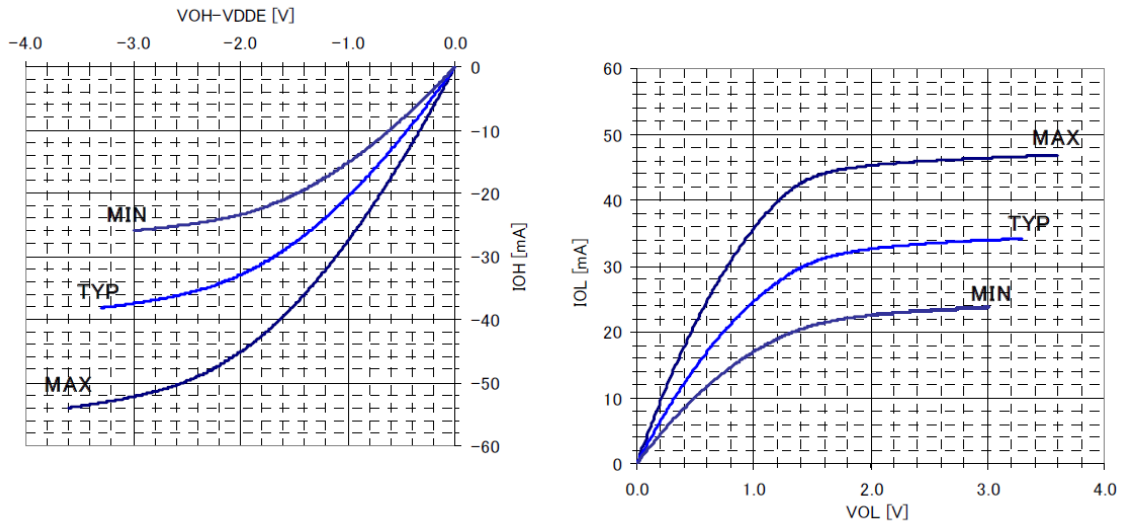 VOH-VDDE [V]
-4.0 -3.0 -2.0 -1.0 0.0
0
-10
-20
-30
-40
-50
-60
IOH [mA]
MIN
TYP
MAX
60
50
40
30
20
10
0
IOL [mA]
MAX
TYP
MIN
0.0 1.0 2.0 3.0 4.0
VOL [V]